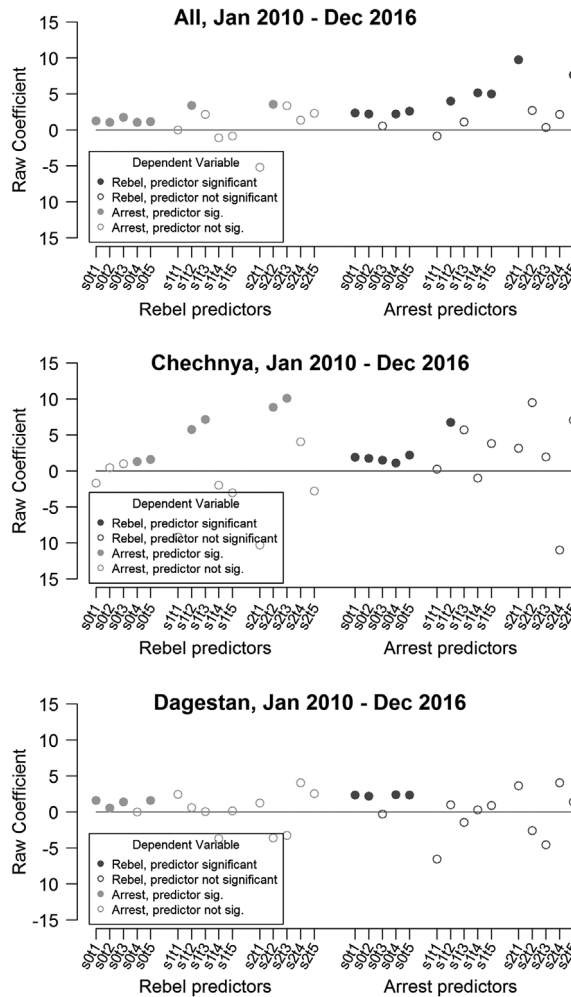 All, Jan 2010 - Dec 2016
Raw Coefficient
15
10
5
0
-5
15
Dependent Variable
Rebel, predictor significant
Rebel, predictor not significant
Arrest, predictor sig.
Arrest, predictor not sig.
s0t1 s0t2 s0t3 s0t4 s0t5 s1t1 s1t2 s1t3 s1t4 s1t5 s2t1 s2t2 s2t3 s2t4 s2t5 s0t1 s0t2 s0t3 s0t4 s0t5 s1t1 s1t2 s1t3 s1t4 s1t5 s2t1 s2t2 s2t3 s2t4 s2t5
Rebel predictors Arrest predictors
Chechnya, Jan 2010 - Dec 2016
Raw Coefficient
15
10
5
0
-5
10
15
Dependent Variable
Rebel, predictor significant
Rebel, predictor not significant
Arrest, predictor sig.
Arrest, predictor not sig.
s0t1 s0t2 s0t3 s0t4 s0t5 s1t1 s1t2 s1t3 s1t4 s1t5 s2t1 s2t2 s2t3 s2t4 s2t5 s0t1 s0t2 s0t3 s0t4 s0t5 s1t1 s1t2 s1t3 s1t4 s1t5 s2t1 s2t2 s2t3 s2t4 s2t5
Rebel predictors Arrest predictors
Dagestan, Jan 2010 - Dec 2016
Raw Coefficient
15
10
5
0
-5
-10
-15
Dependent Variable
Rebel, predictor significant
Rebel, predictor not significant
Arrest, predictor sig.
Arrest, predictor not sig.
s0t1 s0t2 s0t3 s0t4 s0t5 s1t1 s1t2 s1t3 s1t4 s1t5 s2t1 s2t2 s2t3 s2t4 s2t5 s0t1 s0t2 s0t3 s0t4 s0t5 s1t1 s1t2 s1t3 s1t4 s1t5 s2t1 s2t2 s2t3 s2t4 s2t5
Rebel predictors Arrest predictors